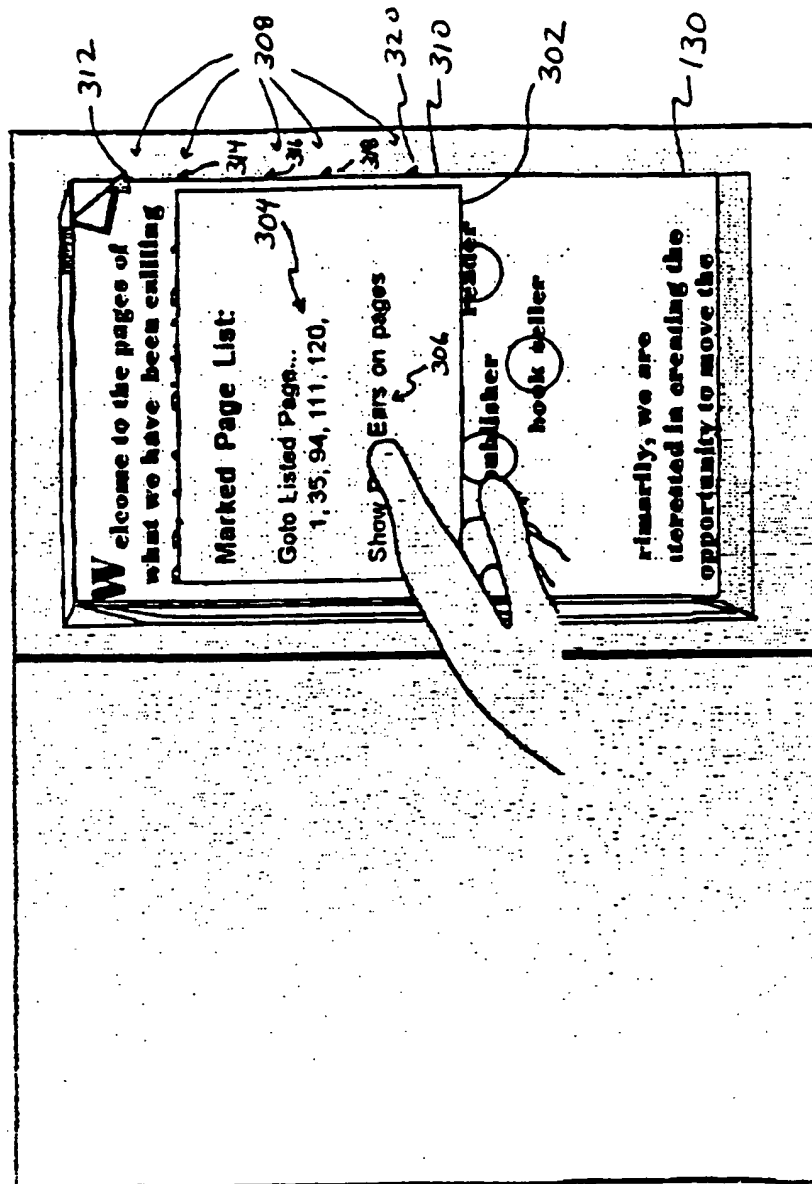 Welcome to the pages of
what we have been calling
Marked Page List:
Goto Listed Page...
1, 35, 94, 111, 120,
Show Ears on pages
reader
publisher
book seller
rimarily, we are
nterested in creating the
opportunity to move the
312
308
314
316
318
320
310
302
304
306
130